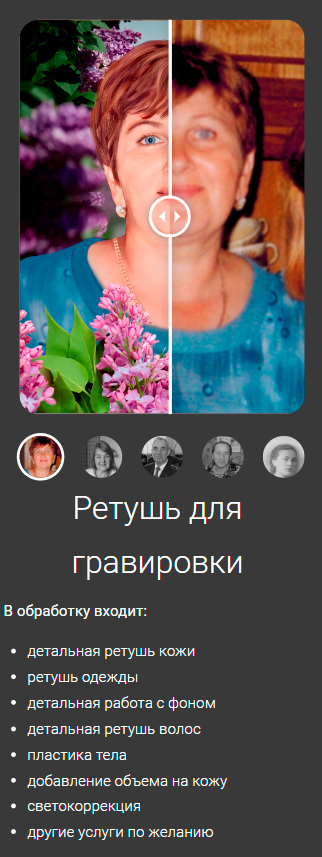 Ретушь для
гравировки
В обработку входит:
детальная ретушь кожи
ретушь одежды
детальная работа с фоном
детальная ретушь волос
пластика тела
добавление объема на кожу
светокоррекция
другие услуги по желанию